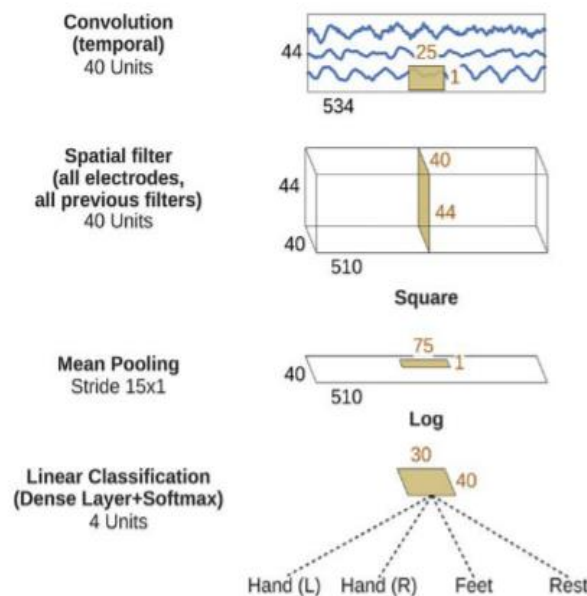 Convolution
(temporal)
40 Units
44
25
1
534
Spatial filter
(all electrodes,
all previous filters)
40 Units
44
40
44
40
510
Square
Mean Pooling
Stride 15x1
75
40
1
510
Log
Linear Classification
(Dense Layer+Softmax)
4 Units
30
40
Hand (L) Hand (R) Feet Rest